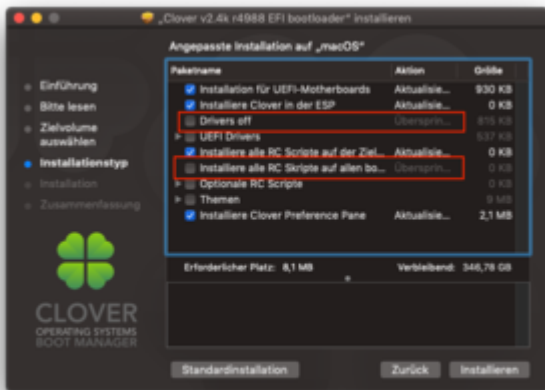 „Clover v2.4k r4988 EFI bootloader“ installieren
Angepasste Installation auf „macOS“
Einführung
Bitte lesen
Zielvolume
auswählen
Installationstyp
Installation
Zusammenfassung
Paketname Aktion Größe
Installation für UEFI-Motherboards Aktualisie... 930 KB
Installiere Clover in der ESP Aktualisie... 0 KB
Drivers off Übersprin... 815 KB
UEFI Drivers 537 KB
Installiere alle RC Scripte auf der Ziel... Aktualisie... 0 KB
Installiere alle RC Skripte auf allen bo... Übersprin... 0 KB
Optionale RC Scripte 0 KB
Themen 9 MB
Installiere Clover Preference Pane Aktualisie... 2,1 MB
Erforderlicher Platz: 8,1 MB Verbleibend: 346,78 GB
CLOVER
OPERATING SYSTEMS
BOOT MANAGER
Standardinstallation Zurück Installieren